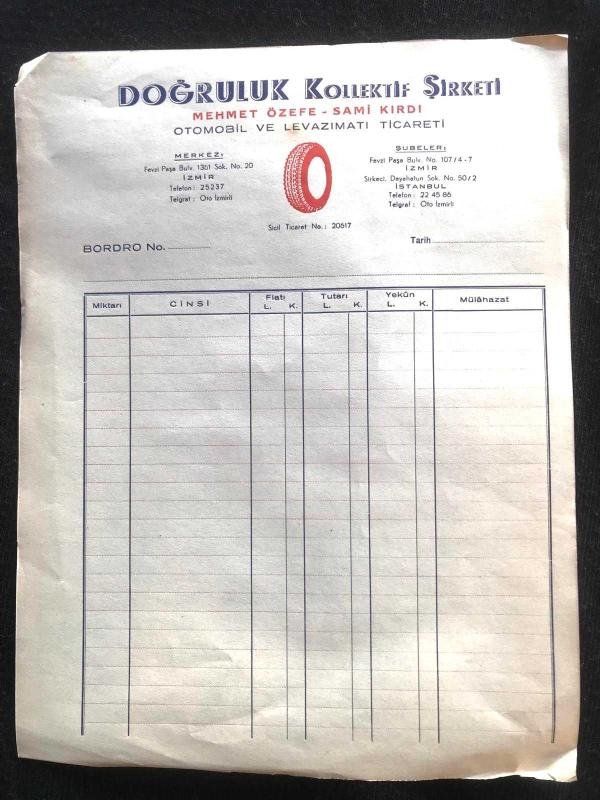 DOĞRULUK KOLLEKTİF ŞİRKETİ
MEHMET ÖZEFE - SAMİ KIRDI
OTOMOBİL VE LEVAZIMATI TİCARETİ
MERKEZ:
Fevzi Paşa Bulv. 1361 Sok. No. 20
İZMİR
Telefon: 25237
Telgraf: Oto İzmirli
ŞUBELER:
Fevzi Paşa Bulv. No. 107/4-7
İZMİR
Sirkeci, Dayahatun Sok. No. 50/2
İSTANBUL
Telefon: 22 45 86
Telgraf: Oto İzmirli
Sicil Ticaret No.: 20617
BORDRO No.
Tarih
Miktarı CİNSİ Fiatı L. K. Tutarı L. K. Yekûn L. K. Mülâhazat